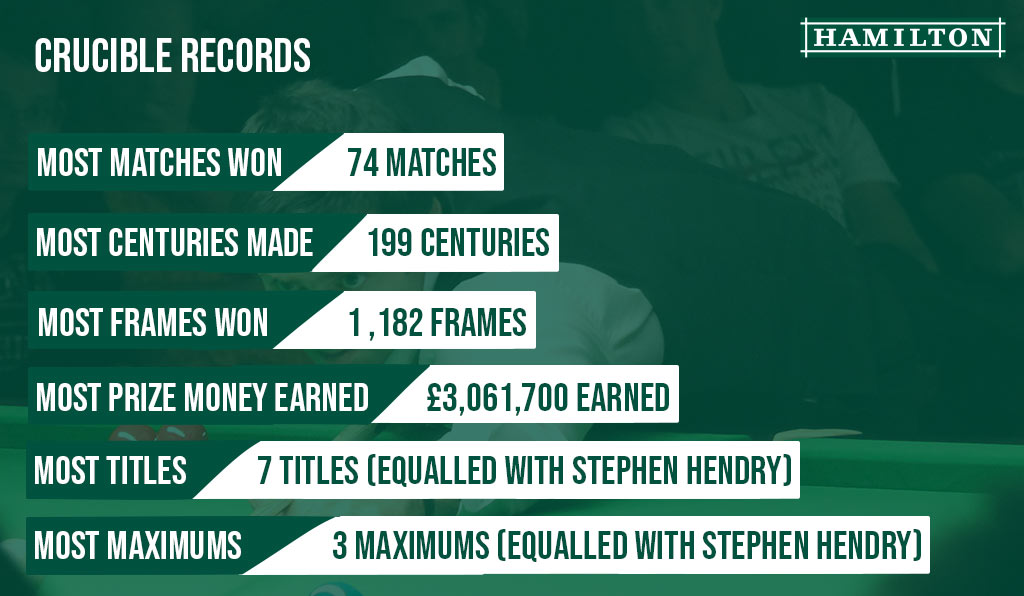 CRUCIBLE RECORDS
HAMILTON
MOST MATCHES WON 74 MATCHES
MOST CENTURIES MADE 199 CENTURIES
MOST FRAMES WON 1 ,182 FRAMES
MOST PRIZE MONEY EARNED £3,061,700 EARNED
MOST TITLES 7 TITLES (EQUALLED WITH STEPHEN HENDRY)
MOST MAXIMUMS 3 MAXIMUMS (EQUALLED WITH STEPHEN HENDRY)